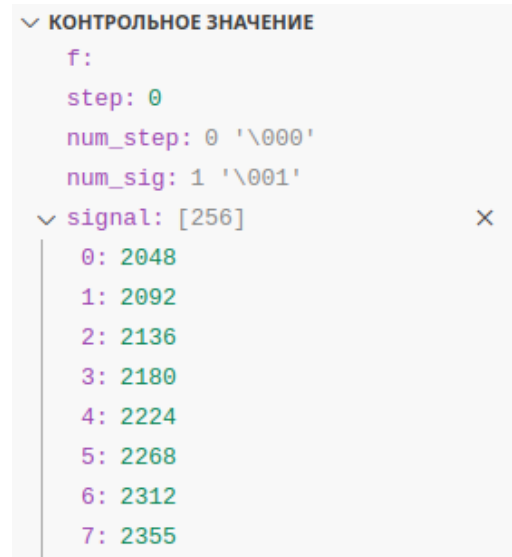 КОНТРОЛЬНОЕ ЗНАЧЕНИЕ
f:
step: 0
num_step: 0 '\000'
num_sig: 1 '\001'
signal: [256]
0: 2048
1: 2092
2: 2136
3: 2180
4: 2224
5: 2268
6: 2312
7: 2355